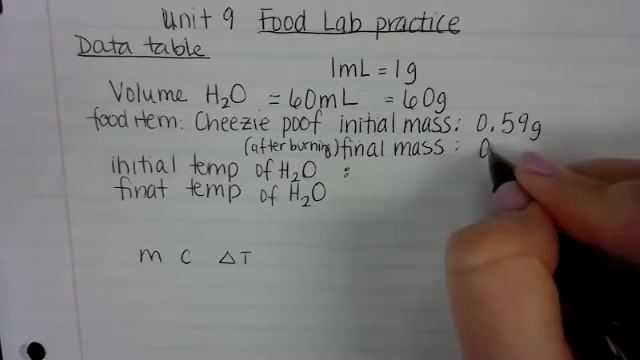 Unit 9 Food Lab practice
Data table
1mL = 1g
Volume H₂O = 60mL = 60g
food item: Cheezie poof initial mass: 0.59g
(after burning) final mass: 0
initial temp of H₂O :
final temp of H₂O
m c ΔT